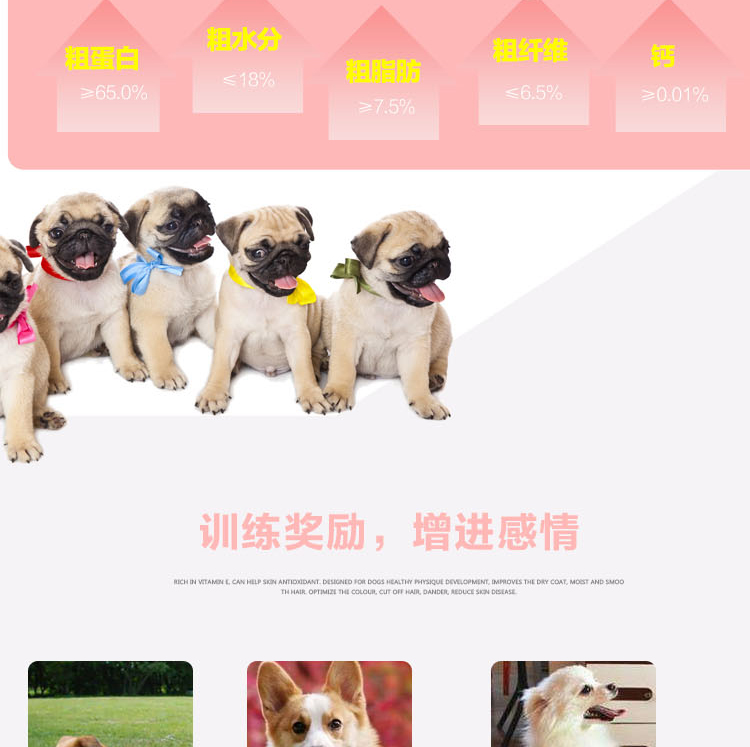 粗蛋白
≥65.0%
粗水分
≤18%
粗脂肪
≥7.5%
粗纤维
≤6.5%
钙
≥0.01%
训练奖励，增进感情
RICH IN VITAMIN E, CAN HELP SKIN ANTIOXIDANT. DESIGNED FOR DOGS HEALTHY PHYSIQUE DEVELOPMENT, IMPROVES THE DRY COAT, MOIST AND SMOO
TH HAIR. OPTIMIZE THE COLOUR, CUT OFF HAIR, DANDER, REDUCE SKIN DISEASE.